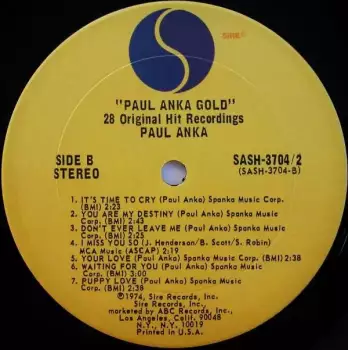 SIRE
"PAUL ANKA GOLD"
28 Original Hit Recordings
PAUL ANKA
SIDE B
STEREO
SASH-3704/2
(SASH-3704-B)
1. IT'S TIME TO CRY (Paul Anka) Spanka Music Corp.
(BMI) 2:23
2. YOU ARE MY DESTINY (Paul Anka) Spanka Music
Corp. (BMI) 2:43
3. DON'T EVER LEAVE ME (Paul Anka) Spanka Music
Corp. (BMI) 2:25
4. I MISS YOU SO (J. Henderson/B. Scott/S. Robin)
MCA Music (ASCAP) 2:19
5. YOUR LOVE (Paul Anka) Spanka Music Corp. (BMI) 2:38
6. WAITING FOR YOU (Paul Anka) Spanka Music
Corp. (BMI)
7. PUPPY LOVE (Paul Anka) Spanka Music Corp.
(BMI) 2:38
©1974, Sire Records, Inc.
Sire Records, Inc.
marketed by ABC Records, Inc.
Los Angeles, Calif. 90048
N.Y., N.Y. 10019
Printed in U.S.A.